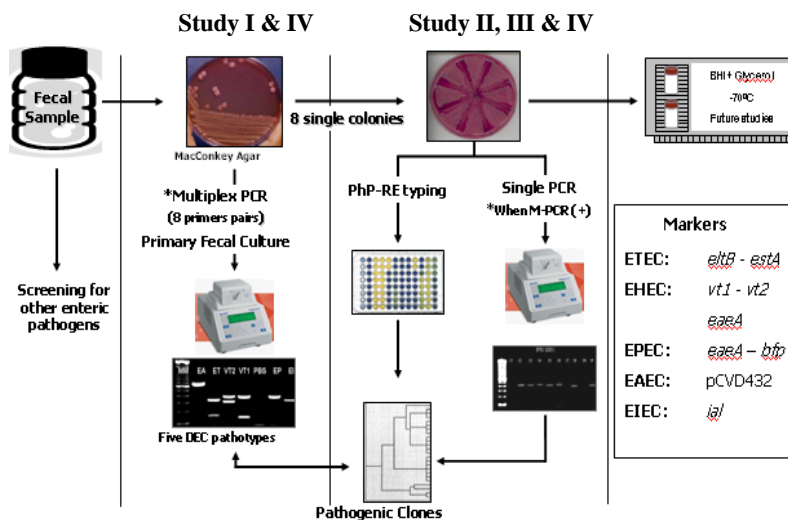 Study I & IV
Study II, III & IV
Fecal
Sample
MacConkey Agar
8 single colonies
BHI + Glycerol
-70ºC
Future studies
Screening for
other enteric
pathogens
*Multiplex PCR
(8 primers pairs)
Primary Fecal Culture
EA ET VT2 VT1 PBS EP EI
Five DEC pathotypes
PhP-RE typing
Single PCR
*When M-PCR (+)
Pathogenic Clones
Markers
ETEC: eltB - estA
EHEC: vt1 - vt2
eaeA
EPEC: eaeA – bfp
EAEC: pCVD432
EIEC: ial